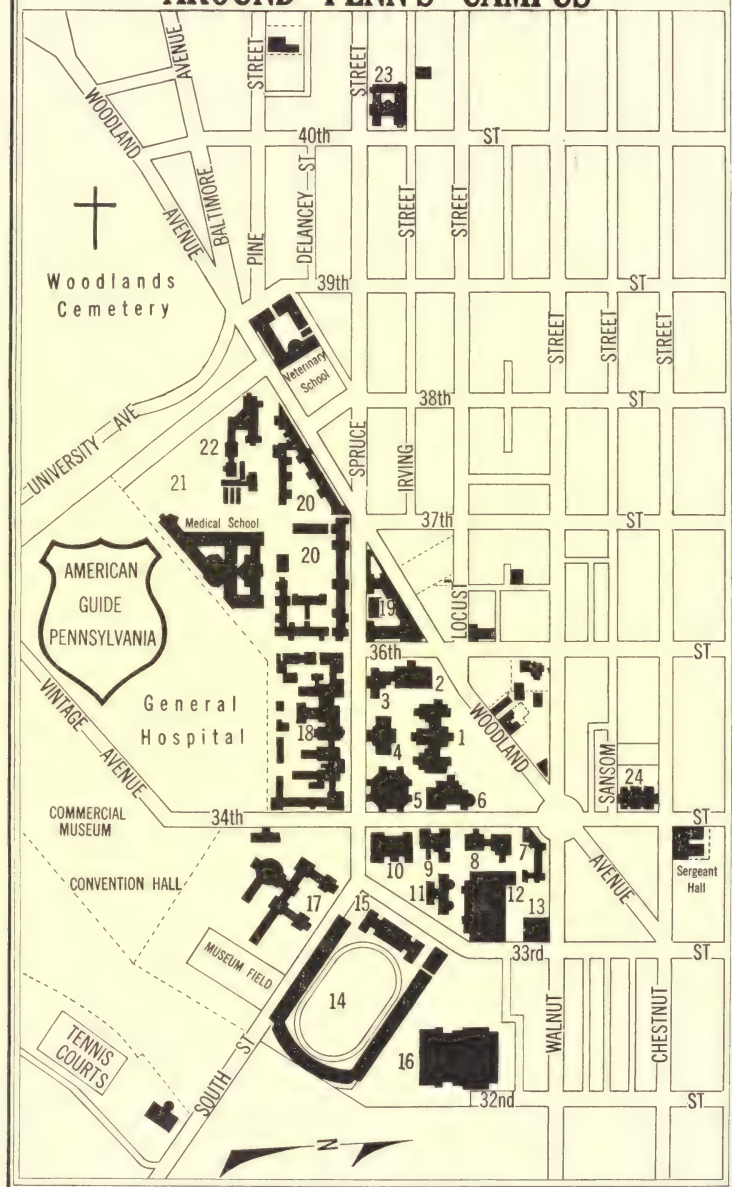 AROUND PENN'S CAMPUS
AVENUE
STREET
STREET
23
WOODLAND
AVENUE
40th
ST
BALTIMORE
PINE
DELANCEY ST
STREET
STREET
Woodlands
Cemetery
39th
ST
STREET
STREET
STREET
Veterinary
School
38th
ST
UNIVERSITY AVE
22
21
20
SPRUCE
IRVING
Medical School
37th
ST
20
AMERICAN
GUIDE
PENNSYLVANIA
19
LOCUST
36th
ST
VINTAGE
AVENUE
General
Hospital
18
3
2
4
1
5
6
WOODLAND
AVENUE
SANSOM
24
34th
ST
COMMERCIAL
MUSEUM
CONVENTION HALL
17
10
9
8
7
11
12
13
Sergeant
Hall
15
33rd
ST
MUSEUM FIELD
14
WALNUT
CHESTNUT
TENNIS
COURTS
SOUTH ST
16
32nd
ST
N